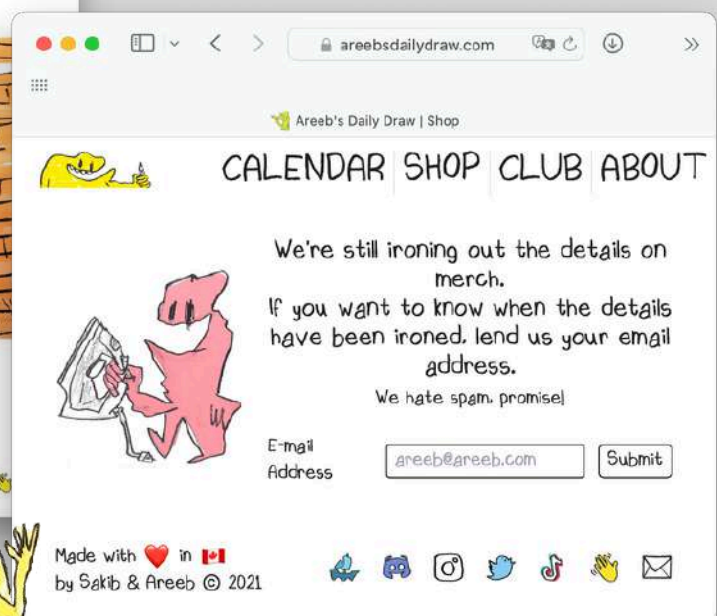 areebsdailydraw.com
Areeb's Daily Draw | Shop
CALENDAR SHOP CLUB ABOUT
We're still ironing out the details on
merch.
If you want to know when the details
have been ironed, lend us your email
address.
We hate spam, promise!
E-mail
Address
areeb@areeb.com
Submit
Made with ❤️ in 🇨🇦
by Sakib & Areeb © 2021